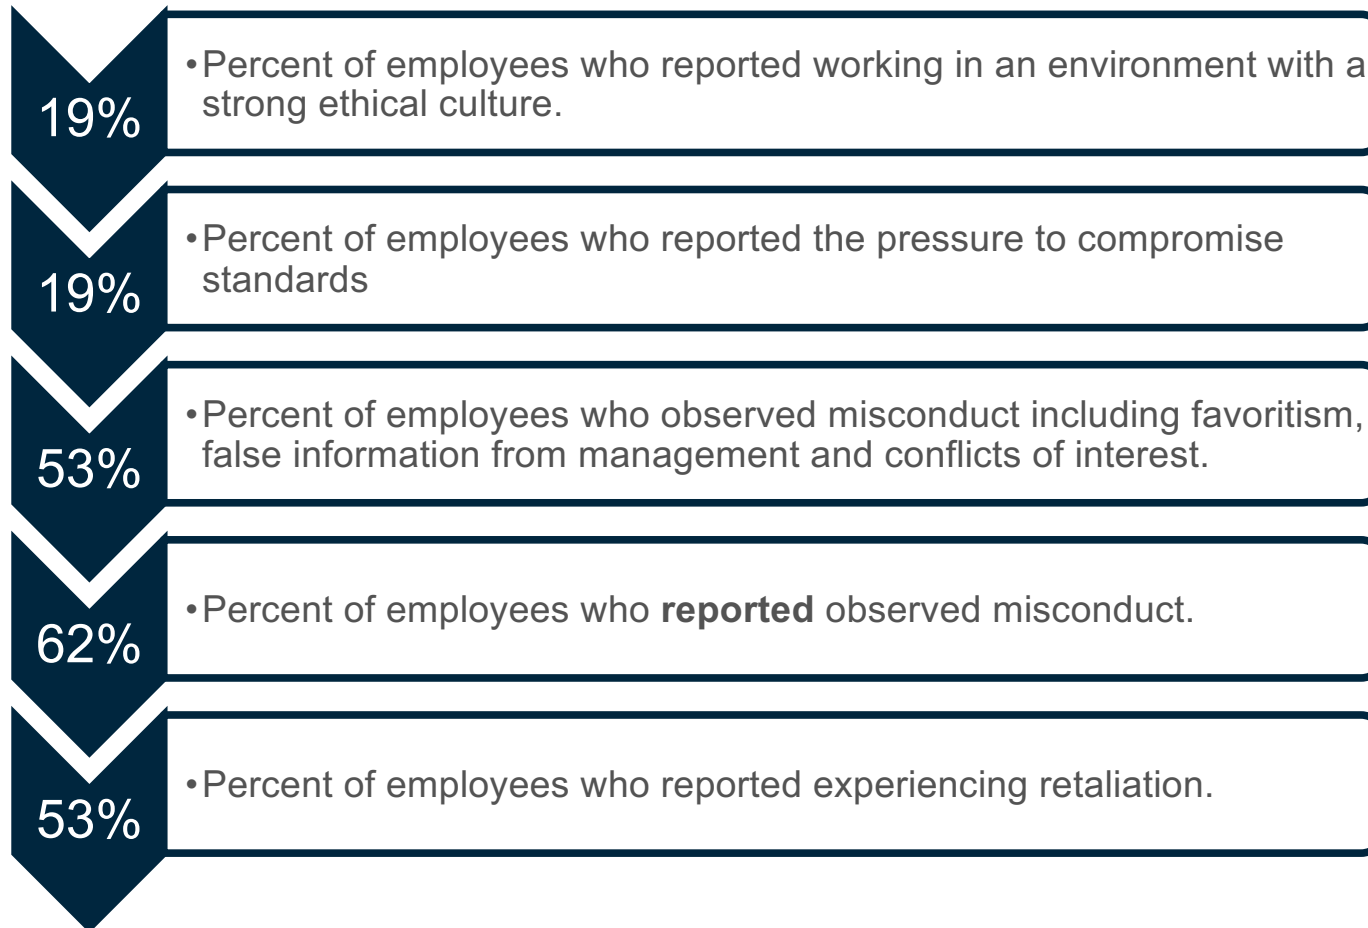 19%
•Percent of employees who reported working in an environment with a
strong ethical culture.
19%
•Percent of employees who reported the pressure to compromise
standards
53%
•Percent of employees who observed misconduct including favoritism,
false information from management and conflicts of interest.
62%
•Percent of employees who reported observed misconduct.
53%
•Percent of employees who reported experiencing retaliation.